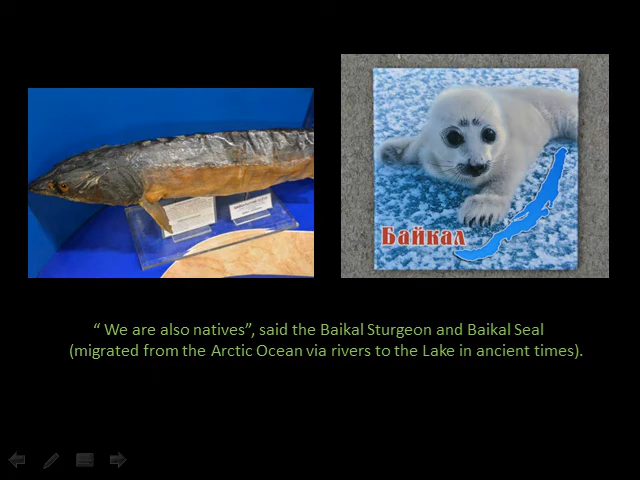 Байкал
“ We are also natives”, said the Baikal Sturgeon and Baikal Seal
(migrated from the Arctic Ocean via rivers to the Lake in ancient times).